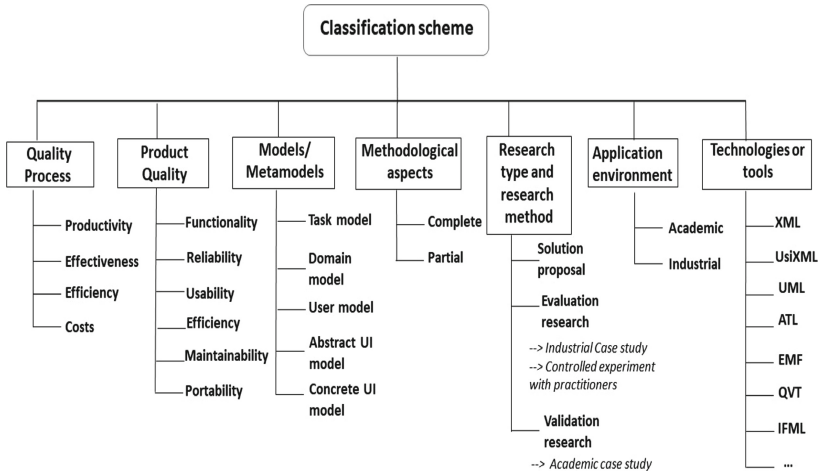 Classification scheme
Quality
Process
Productivity
Effectiveness
Efficiency
Costs
Product
Quality
Functionality
Reliability
Usability
Efficiency
Maintainability
Portability
Models/
Metamodels
Task model
Domain
model
User model
Abstract UI
model
Concrete UI
model
Methodological
aspects
Complete
Partial
Research
type and
research
method
Solution
proposal
Evaluation
research
--> Industrial Case study
--> Controlled experiment
with practitioners
Validation
research
--> Academic case study
Application
environment
Academic
Industrial
Technologies or
tools
XML
UsiXML
UML
ATL
EMF
QVT
IFML
...